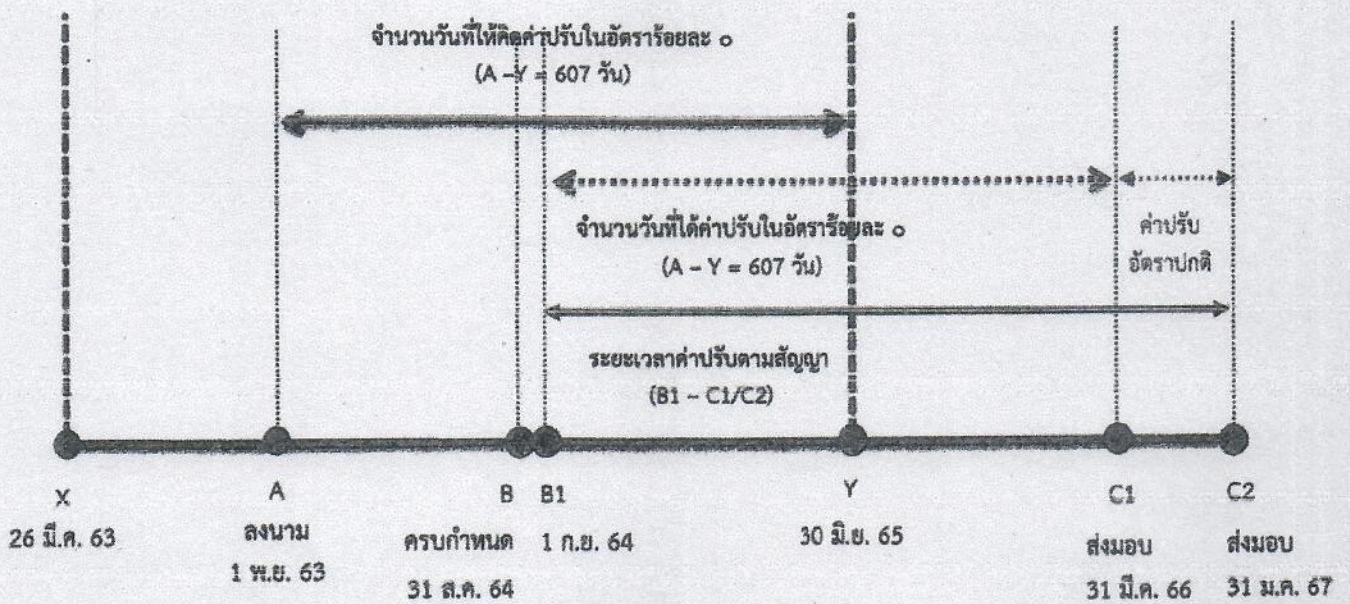 จำนวนวันที่ให้คิดค่าปรับในอัตราร้อยละ ๐
(A – Y = 607 วัน)
จำนวนวันที่ได้ค่าปรับในอัตราร้อยละ ๐
(A – Y = 607 วัน)
ค่าปรับ
อัตราปกติ
ระยะเวลาค่าปรับตามสัญญา
(B1 – C1/C2)
X
26 มี.ค. 63
A
ลงนาม
1 พ.ย. 63
B
ครบกำหนด
31 ส.ค. 64
B1
1 ก.ย. 64
Y
30 มิ.ย. 65
C1
ส่งมอบ
31 มี.ค. 66
C2
ส่งมอบ
31 ม.ค. 67